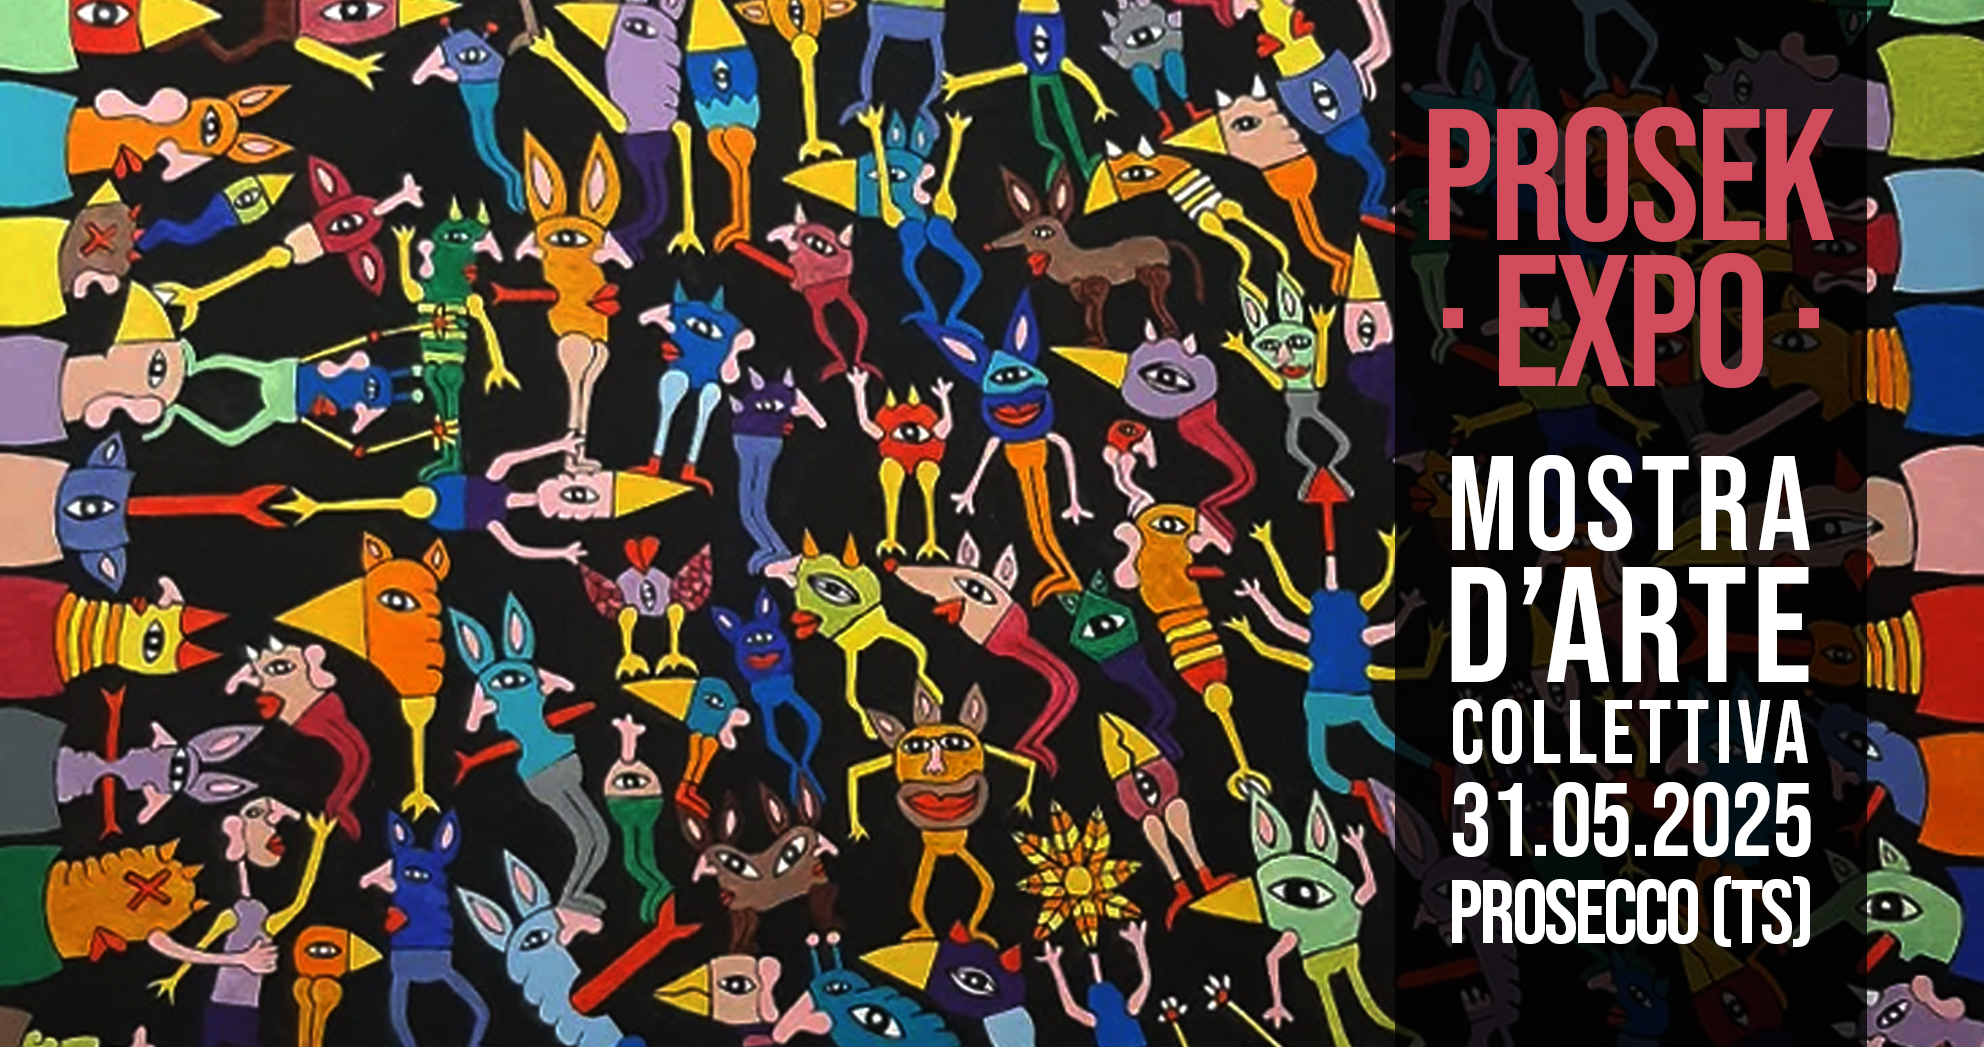 PROSEK
· EXPO ·
MOSTRA
D’ARTE
COLLETTIVA
31.05.2025
PROSECCO (TS)